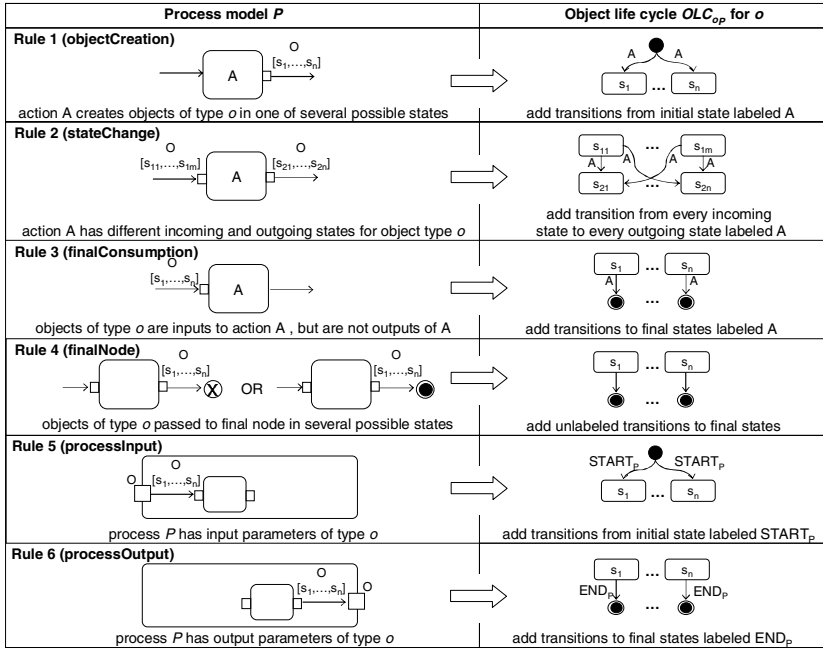 Process model P Object life cycle OLC_op for o
Rule 1 (objectCreation)
O
[s1,…,sn]
A
action A creates objects of type o in one of several possible states
A A
s1 … sn
add transitions from initial state labeled A
Rule 2 (stateChange)
O O
[s11,…,s1m] [s21,…,s2n]
A
action A has different incoming and outgoing states for object type o
s11 … s1m
A A A A
s21 … s2n
add transition from every incoming
state to every outgoing state labeled A
Rule 3 (finalConsumption)
O
[s1,…,sn]
A
objects of type o are inputs to action A , but are not outputs of A
s1 … sn
A A
…
add transitions to final states labeled A
Rule 4 (finalNode)
O O
[s1,…,sn] [s1,…,sn]
X OR
objects of type o passed to final node in several possible states
s1 … sn
…
add unlabeled transitions to final states
Rule 5 (processInput)
O
O [s1,…,sn]
process P has input parameters of type o
STARTP STARTP
s1 … sn
add transitions from initial state labeled STARTP
Rule 6 (processOutput)
O
[s1,…,sn] O
process P has output parameters of type o
s1 … sn
ENDP ENDP
…
add transitions to final states labeled ENDP